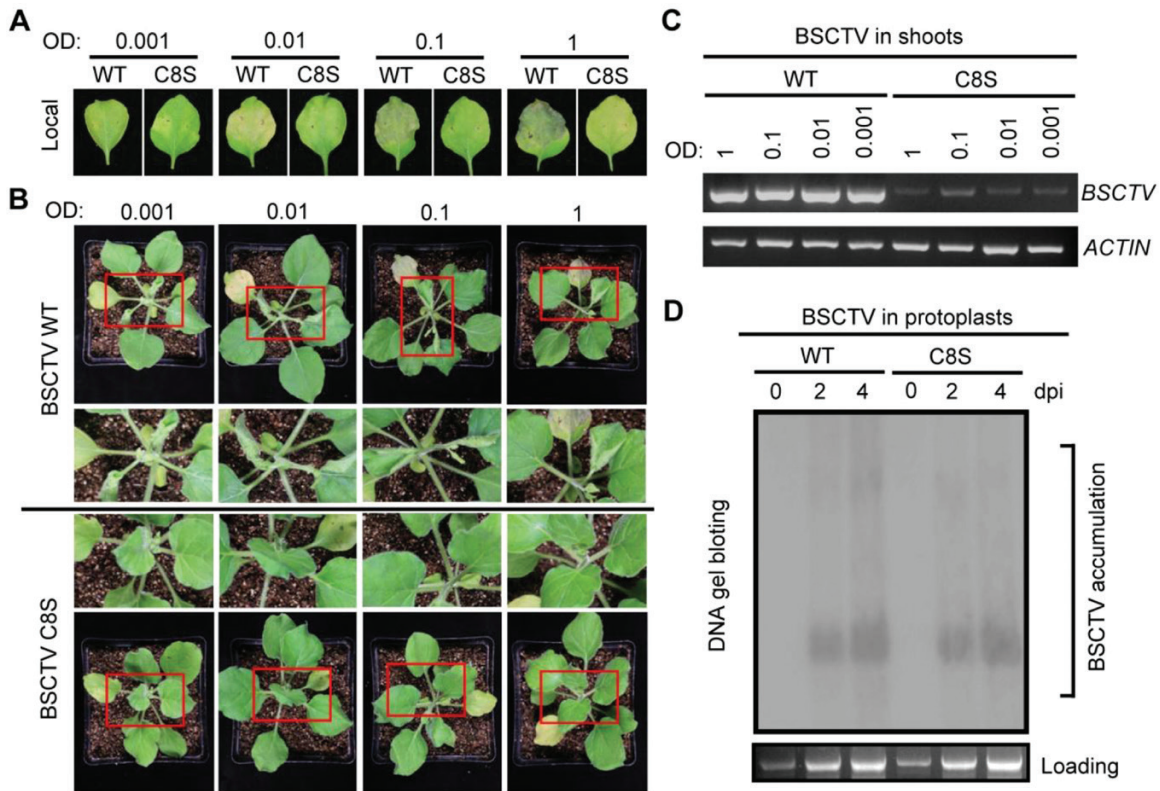 A
OD: 0.001 0.01 0.1 1
WT C8S WT C8S WT C8S WT C8S
Local
B
OD: 0.001 0.01 0.1 1
BSCTV WT
BSCTV C8S
C
BSCTV in shoots
WT C8S
OD: 1 0.1 0.01 0.001 1 0.1 0.01 0.001
BSCTV
ACTIN
D
BSCTV in protoplasts
WT C8S
0 2 4 0 2 4 dpi
DNA gel bloting
BSCTV accumulation
Loading